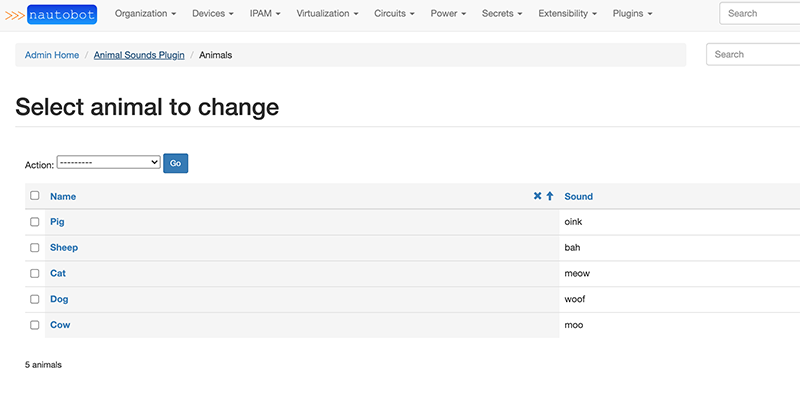 >>> nautobot Organization Devices IPAM Virtualization Circuits Power Secrets Extensibility Plugins Search
Admin Home / Animal Sounds Plugin / Animals Search
Select animal to change
Action: --------- Go
Name Sound
Pig oink
Sheep bah
Cat meow
Dog woof
Cow moo
5 animals